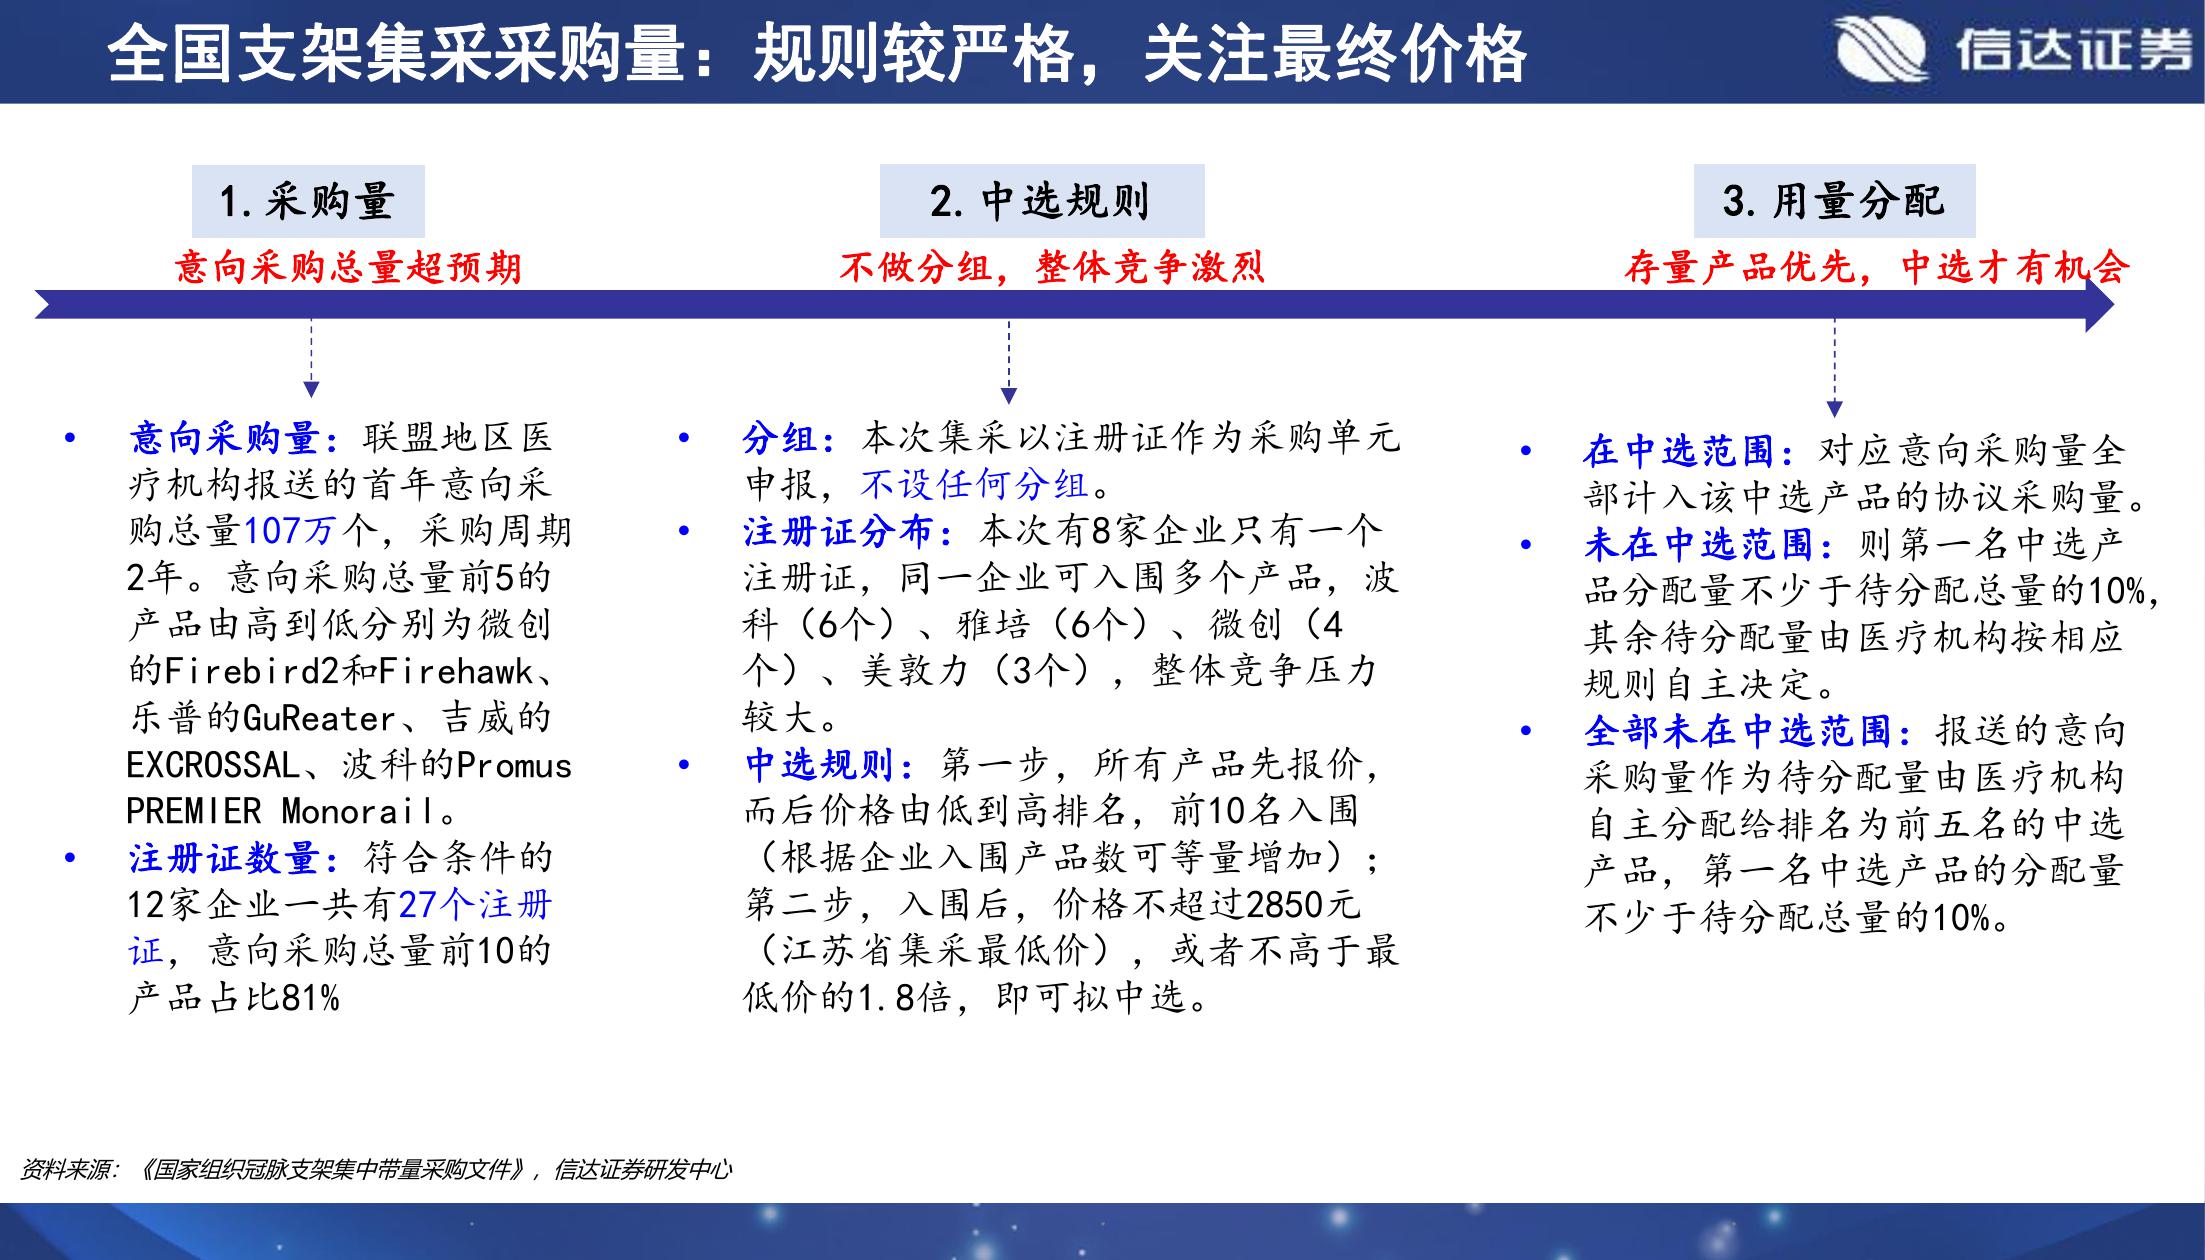 全国支架集采采购量：规则较严格，关注最终价格
信达证券
1.采购量
意向采购总量超预期
2.中选规则
不做分组，整体竞争激烈
3.用量分配
存量产品优先，中选才有机会
• 意向采购量：联盟地区医
疗机构报送的首年意向采
购总量107万个，采购周期
2年。意向采购总量前5的
产品由高到低分别为微创
的Firebird2和Firehawk、
乐普的GuReater、吉威的
EXCROSSAL、波科的Promus
PREMIER Monorail。
• 注册证数量：符合条件的
12家企业一共有27个注册
证，意向采购总量前10的
产品占比81%
• 分组：本次集采以注册证作为采购单元
申报，不设任何分组。
• 注册证分布：本次有8家企业只有一个
注册证，同一企业可入围多个产品，波
科（6个）、雅培（6个）、微创（4
个）、美敦力（3个），整体竞争压力
较大。
• 中选规则：第一步，所有产品先报价，
而后价格由低到高排名，前10名入围
（根据企业入围产品数可等量增加）；
第二步，入围后，价格不超过2850元
（江苏省集采最低价），或者不高于最
低价的1.8倍，即可拟中选。
• 在中选范围：对应意向采购量全
部计入该中选产品的协议采购量。
• 未在中选范围：则第一名中选产
品分配量不少于待分配总量的10%，
其余待分配量由医疗机构按相应
规则自主决定。
• 全部未在中选范围：报送的意向
采购量作为待分配量由医疗机构
自主分配给排名为前五名的中选
产品，第一名中选产品的分配量
不少于待分配总量的10%。
资料来源：《国家组织冠脉支架集中带量采购文件》，信达证券研发中心